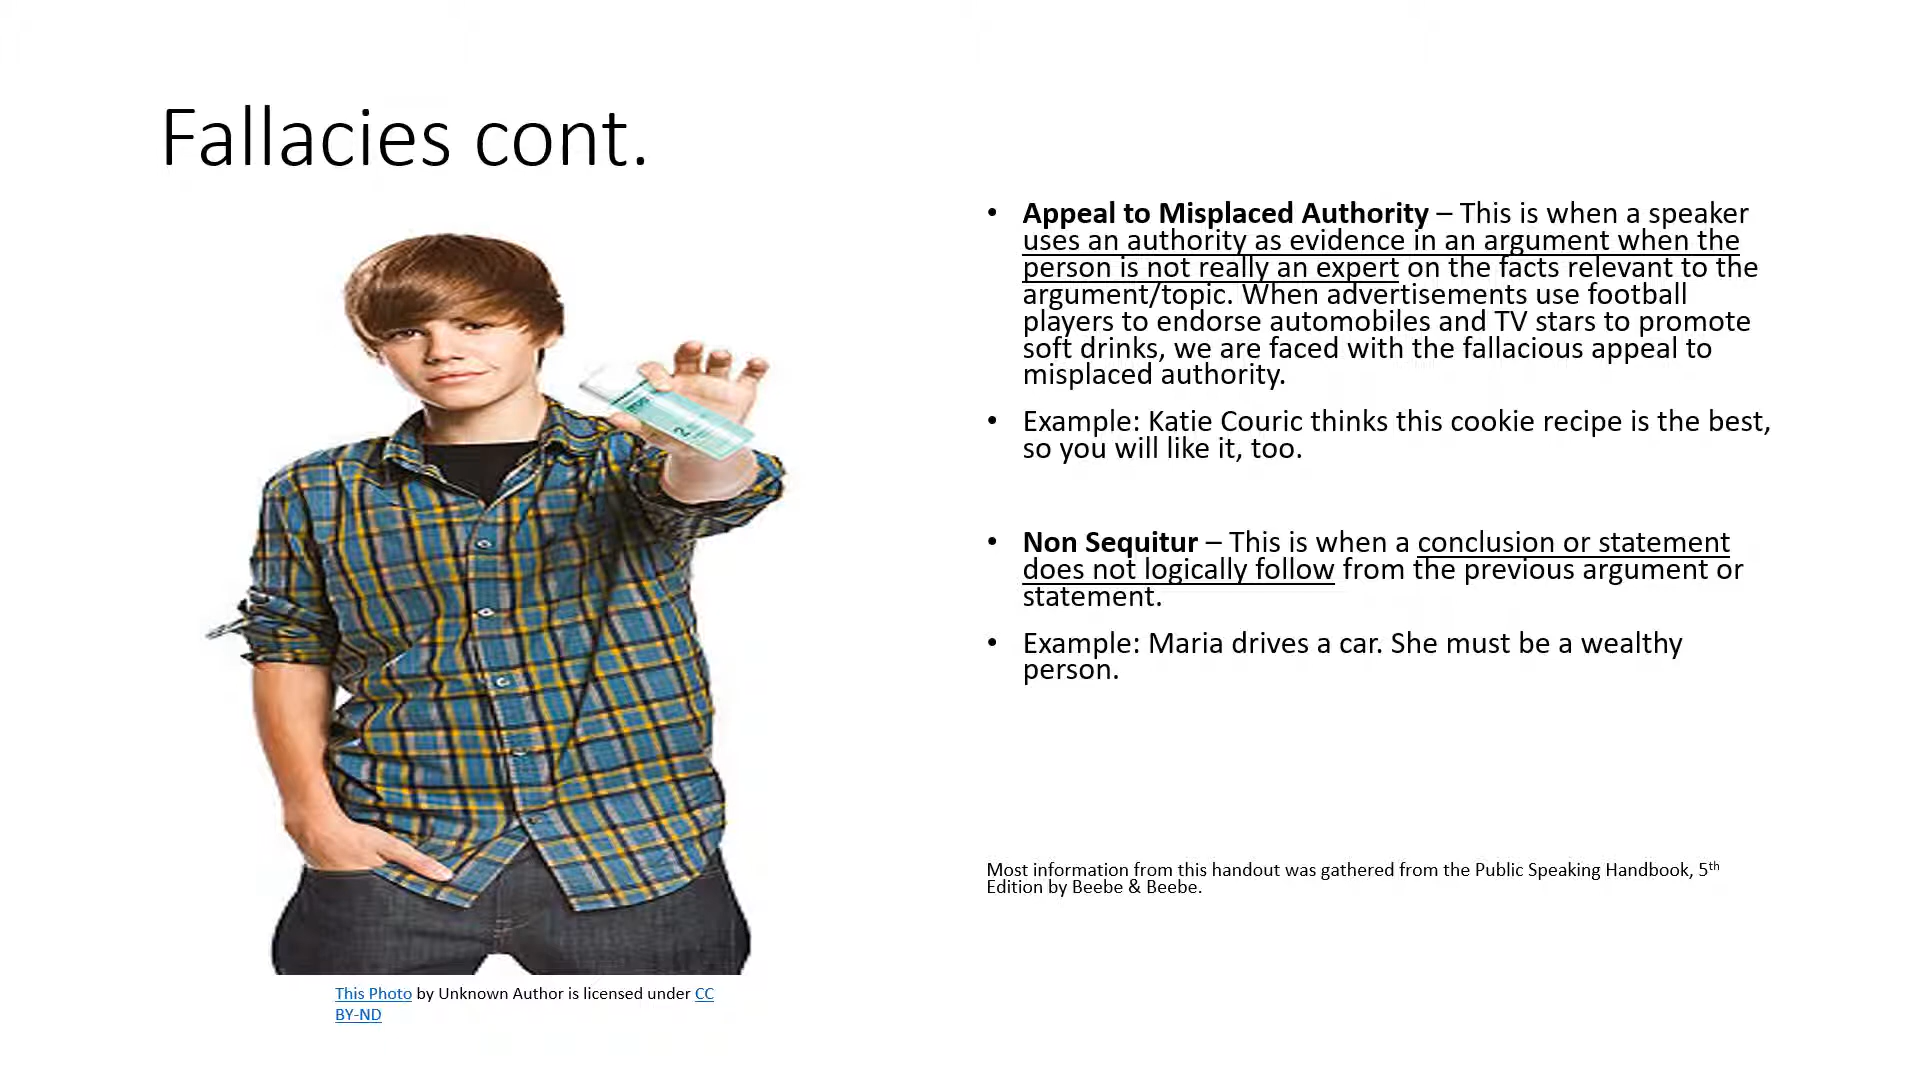 Fallacies cont.
• Appeal to Misplaced Authority – This is when a speaker
uses an authority as evidence in an argument when the
person is not really an expert on the facts relevant to the
argument/topic. When advertisements use football
players to endorse automobiles and TV stars to promote
soft drinks, we are faced with the fallacious appeal to
misplaced authority.
• Example: Katie Couric thinks this cookie recipe is the best,
so you will like it, too.
• Non Sequitur – This is when a conclusion or statement
does not logically follow from the previous argument or
statement.
• Example: Maria drives a car. She must be a wealthy
person.
Most information from this handout was gathered from the Public Speaking Handbook, 5th
Edition by Beebe & Beebe.
This Photo by Unknown Author is licensed under CC
BY-ND